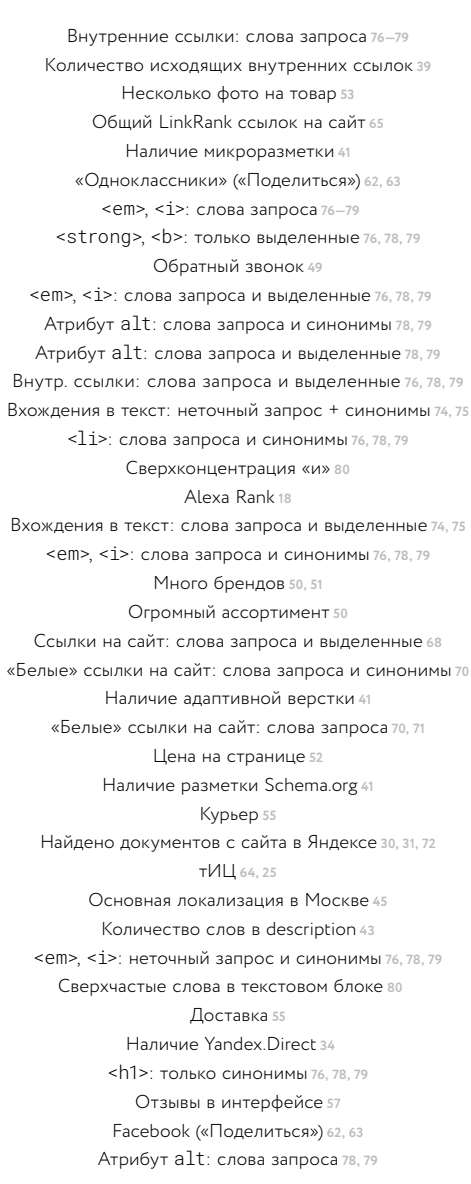 Внутренние ссылки: слова запроса 76–79
Количество исходящих внутренних ссылок 39
Несколько фото на товар 53
Общий LinkRank ссылок на сайт 65
Наличие микроразметки 41
«Одноклассники» («Поделиться») 62, 63
<em>, <i>: слова запроса 76–79
<strong>, <b>: только выделенные 76, 78, 79
Обратный звонок 49
<em>, <i>: слова запроса и выделенные 76, 78, 79
Атрибут alt: слова запроса и синонимы 78, 79
Атрибут alt: слова запроса и выделенные 78, 79
Внутр. ссылки: слова запроса и выделенные 76, 78, 79
Вхождения в текст: неточный запрос + синонимы 74, 75
<li>: слова запроса и синонимы 76, 78, 79
Сверхконцентрация «и» 80
Alexa Rank 18
Вхождения в текст: слова запроса и выделенные 74, 75
<em>, <i>: слова запроса и синонимы 76, 78, 79
Много брендов 50, 51
Огромный ассортимент 50
Ссылки на сайт: слова запроса и выделенные 68
«Белые» ссылки на сайт: слова запроса и синонимы 70
Наличие адаптивной верстки 41
«Белые» ссылки на сайт: слова запроса 70, 71
Цена на странице 52
Наличие разметки Schema.org 41
Курьер 55
Найдено документов с сайта в Яндексе 30, 31, 72
тИЦ 64, 25
Основная локализация в Москве 45
Количество слов в description 43
<em>, <i>: неточный запрос и синонимы 76, 78, 79
Сверхчастые слова в текстовом блоке 80
Доставка 55
Наличие Yandex.Direct 34
<h1>: только синонимы 76, 78, 79
Отзывы в интерфейсе 57
Facebook («Поделиться») 62, 63
Атрибут alt: слова запроса 78, 79